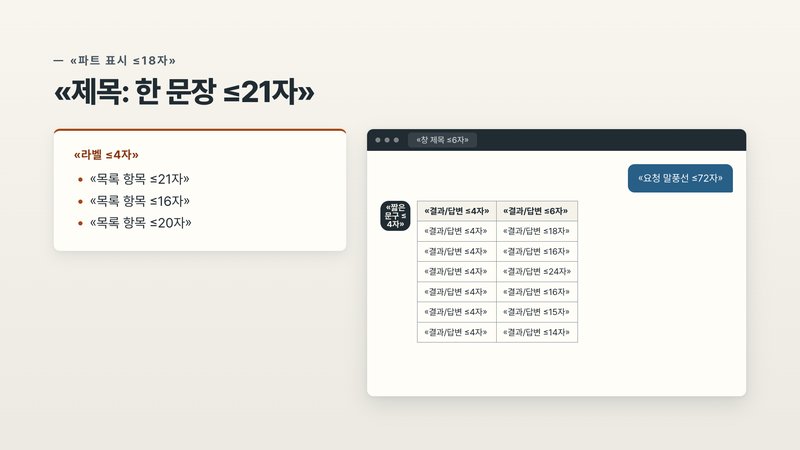 — «파트 표시 ≤18자»
«제목: 한 문장 ≤21자»
«라벨 ≤4자»
• «목록 항목 ≤21자»
• «목록 항목 ≤16자»
• «목록 항목 ≤20자»
«창 제목 ≤6자»
«요청 말풍선 ≤72자»
«짧은
문구 ≤
4자»
«결과/답변 ≤4자» «결과/답변 ≤6자»
«결과/답변 ≤4자» «결과/답변 ≤18자»
«결과/답변 ≤4자» «결과/답변 ≤16자»
«결과/답변 ≤4자» «결과/답변 ≤24자»
«결과/답변 ≤4자» «결과/답변 ≤16자»
«결과/답변 ≤4자» «결과/답변 ≤15자»
«결과/답변 ≤4자» «결과/답변 ≤14자»